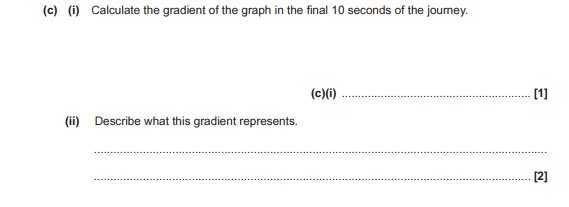 (c) (i) Calculate the gradient of the graph in the final 10 seconds of the journey.
(c)(i) ................................................................ [1]
(ii) Describe what this gradient represents.
................................................................................................................................................
........................................................................................................................................... [2]